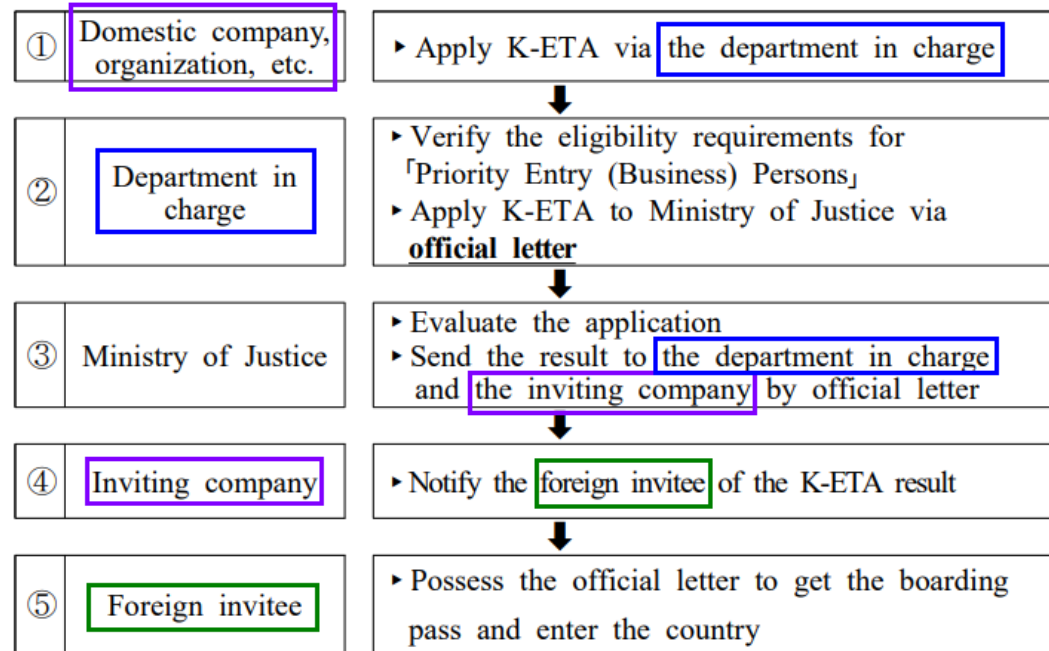 ①
Domestic company,
organization, etc.
‣ Apply K-ETA via the department in charge
②
Department in
charge
‣ Verify the eligibility requirements for
｢Priority Entry (Business) Persons｣
‣ Apply K-ETA to Ministry of Justice via
official letter
③
Ministry of Justice
‣ Evaluate the application
‣ Send the result to the department in charge
and the inviting company by official letter
④
Inviting company
‣ Notify the foreign invitee of the K-ETA result
⑤
Foreign invitee
‣ Possess the official letter to get the boarding
pass and enter the country